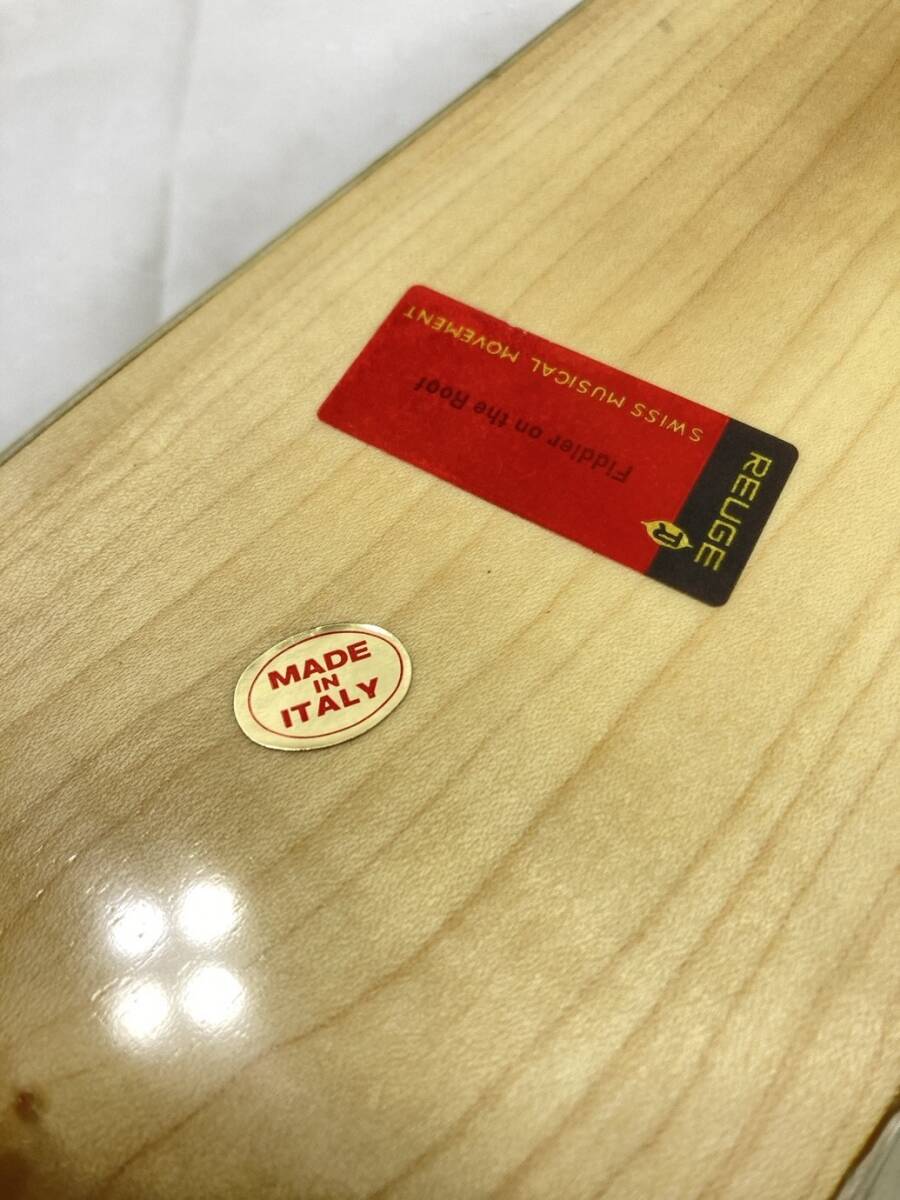 SWISS MUSICAL MOVEMENT
Fiddler on the Roof
REUGE
R
MADE
IN
ITALY